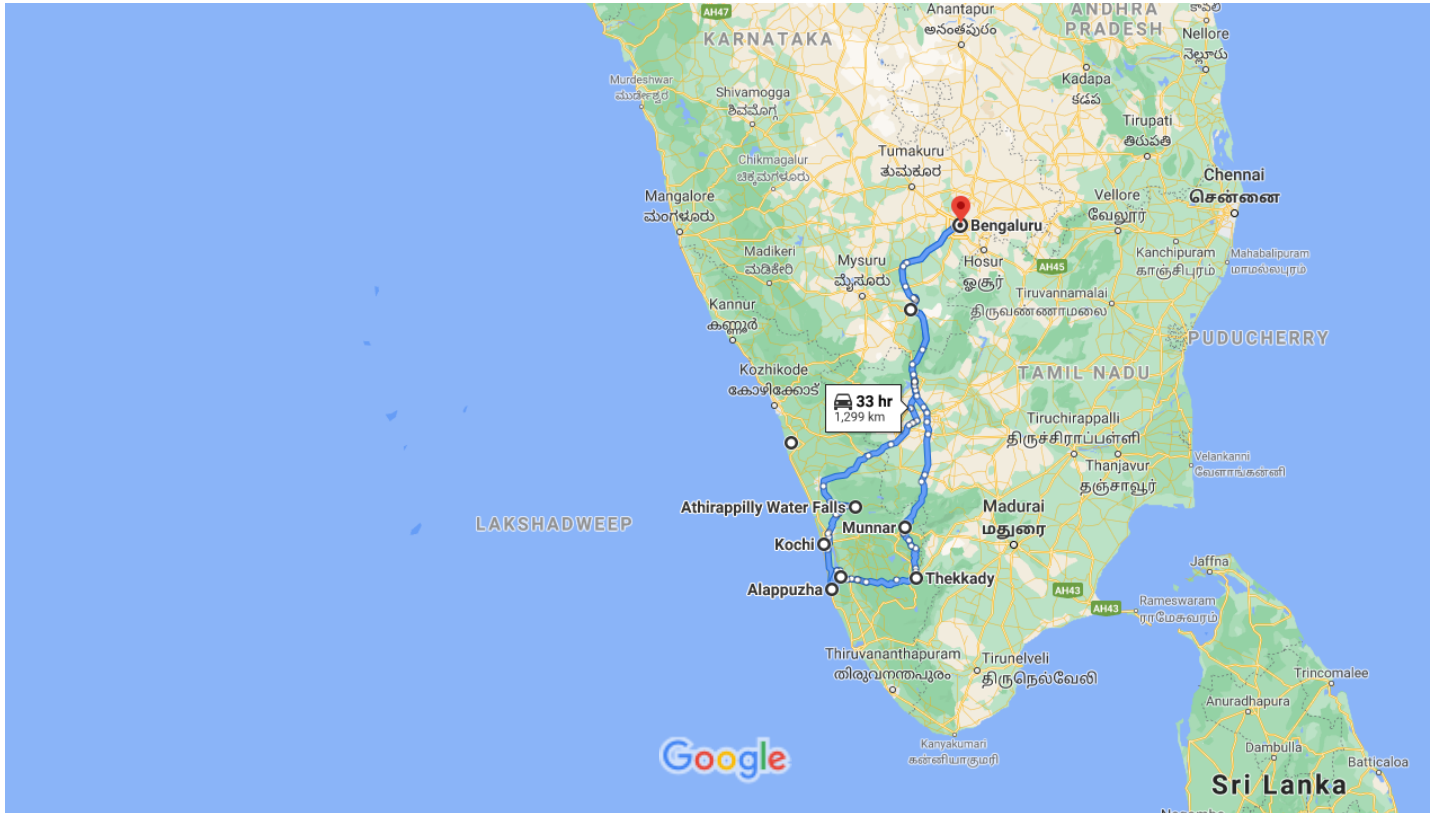 AH47
KARNATAKA
Anantapur
అనంతపురం
ANDHRA
PRADESH
కావలి
Nellore
నెల్లూరు
Murdeshwar
ಮುರ್ಡೇಶ್ವರ
Shivamogga
ಶಿವಮೊಗ್ಗ
Kadapa
కడప
Tirupati
తిరుపతి
Tumakuru
ತುಮಕೂರ
Chikmagalur
ಚಿಕ್ಕಮಗಳೂರು
Chennai
சென்னை
Mangalore
ಮಂಗಳೂರು
Vellore
வேலூர்
Bengaluru
Madikeri
ಮಡಿಕೇರಿ
Mysuru
ಮೈಸೂರು
Hosur
ஓசூர்
AH45
Kanchipuram
காஞ்சிபுரம்
Mahabalipuram
மாமல்லபுரம்
Tiruvannamalai
திருவண்ணாமலை
Kannur
കണ്ണൂർ
PUDUCHERRY
Kozhikode
കോഴിക്കോട്
TAMIL NADU
33 hr
1,299 km
Tiruchirappalli
திருச்சிராப்பள்ளி
Thanjavur
தஞ்சாவூர்
Velankanni
வேளாங்கன்னி
Athirappilly Water Falls
LAKSHADWEEP
Munnar
Madurai
மதுரை
Kochi
Thekkady
Alappuzha
Jaffna
AH43
AH43
Rameswaram
ராமேசுவரம்
Thiruvananthapuram
തിരുവനന്തപുരം
Tirunelveli
திருநெல்வேலி
Trincomalee
Anuradhapura
Kanyakumari
கன்னியாகுமரி
Google
Dambulla
Batticaloa
Sri Lanka